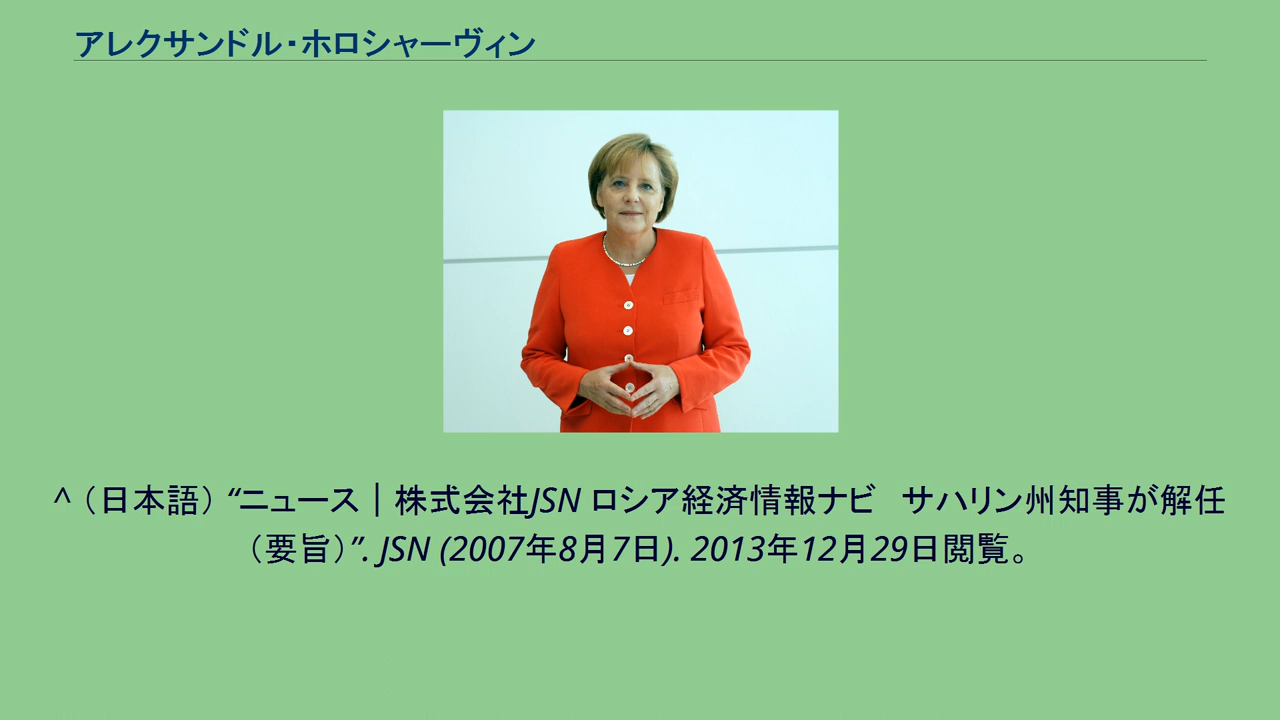 アレクサンドル・ホロシャーヴィン
^ （日本語） “ニュース｜株式会社JSN ロシア経済情報ナビ　サハリン州知事が解任
（要旨）”. JSN (2007年8月7日). 2013年12月29日閲覧。